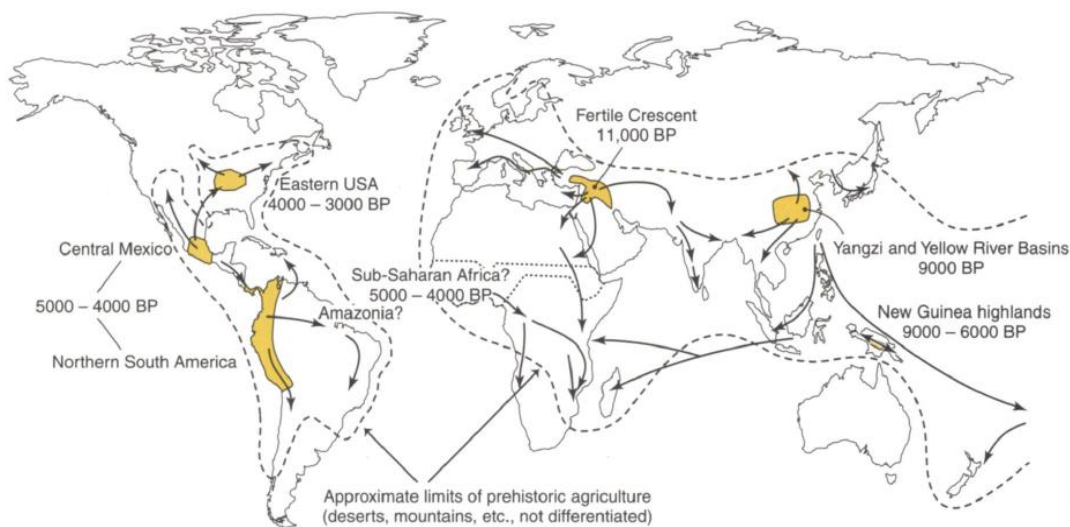 Fertile Crescent
11,000 BP
Eastern USA
4000 – 3000 BP
Central Mexico
5000 – 4000 BP
Northern South America
Amazonia?
Sub-Saharan Africa?
5000 – 4000 BP
Yangzi and Yellow River Basins
9000 BP
New Guinea highlands
9000 – 6000 BP
Approximate limits of prehistoric agriculture
(deserts, mountains, etc., not differentiated)